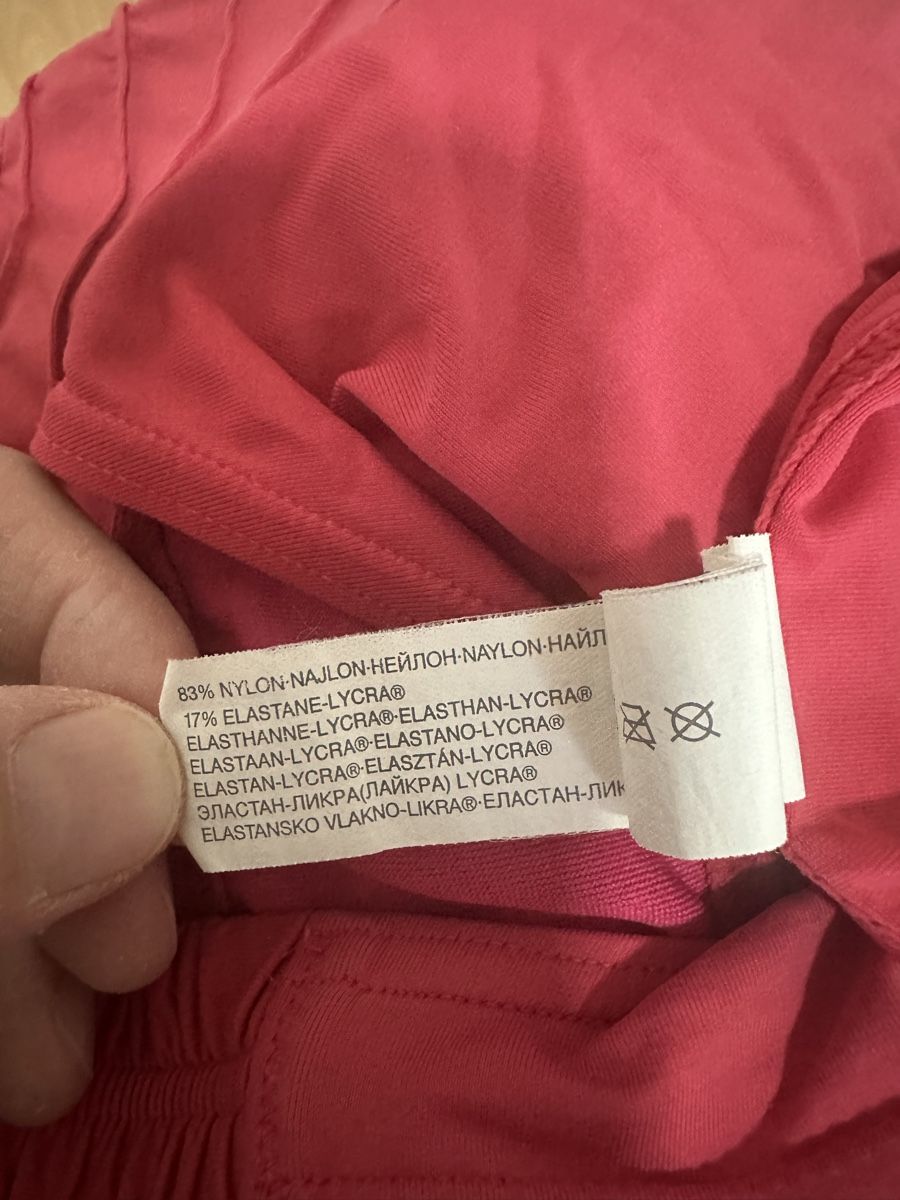 83% NYLON·NAJLON·НЕЙЛОН·NAYLON·НАЙЛ
17% ELASTANE-LYCRA®
ELASTHANNE-LYCRA®·ELASTHAN-LYCRA®
ELASTAAN-LYCRA®·ELASTANO-LYCRA®
ELASTAN-LYCRA®·ELASZTÁN-LYCRA®
ЭЛАСТАН-ЛИКРА(ЛАЙКРА) LYCRA®
ELASTANSKO VLAKNO-LIKRA®·ЕЛАСТАН-ЛИК